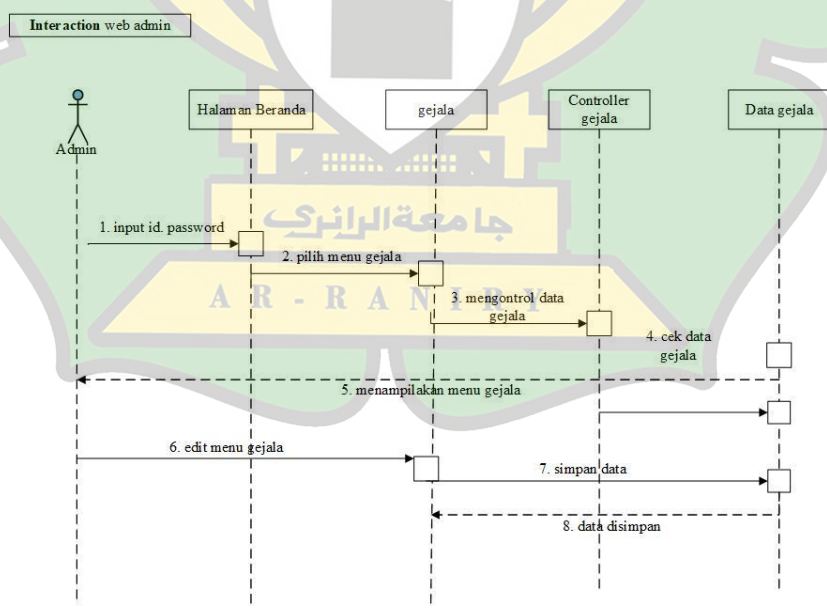 Interaction web admin
Halaman Beranda
gejala
Controller
gejala
Data gejala
Admin
1. input id. password
جامعةالرانري
2. pilih menu gejala
A R - R A N I R Y
3. mengontrol data
gejala
4. cek data
gejala
5. menampilakan menu gejala
6. edit menu gejala
7. simpan data
8. data disimpan